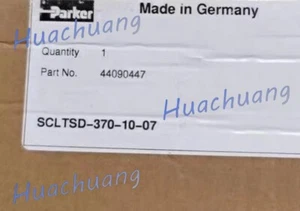 Parker
Made in Germany
Huachuang
Quantity 1
Part No. 44090447
Huachuang
SCLTSD-370-10-07
Huachuang